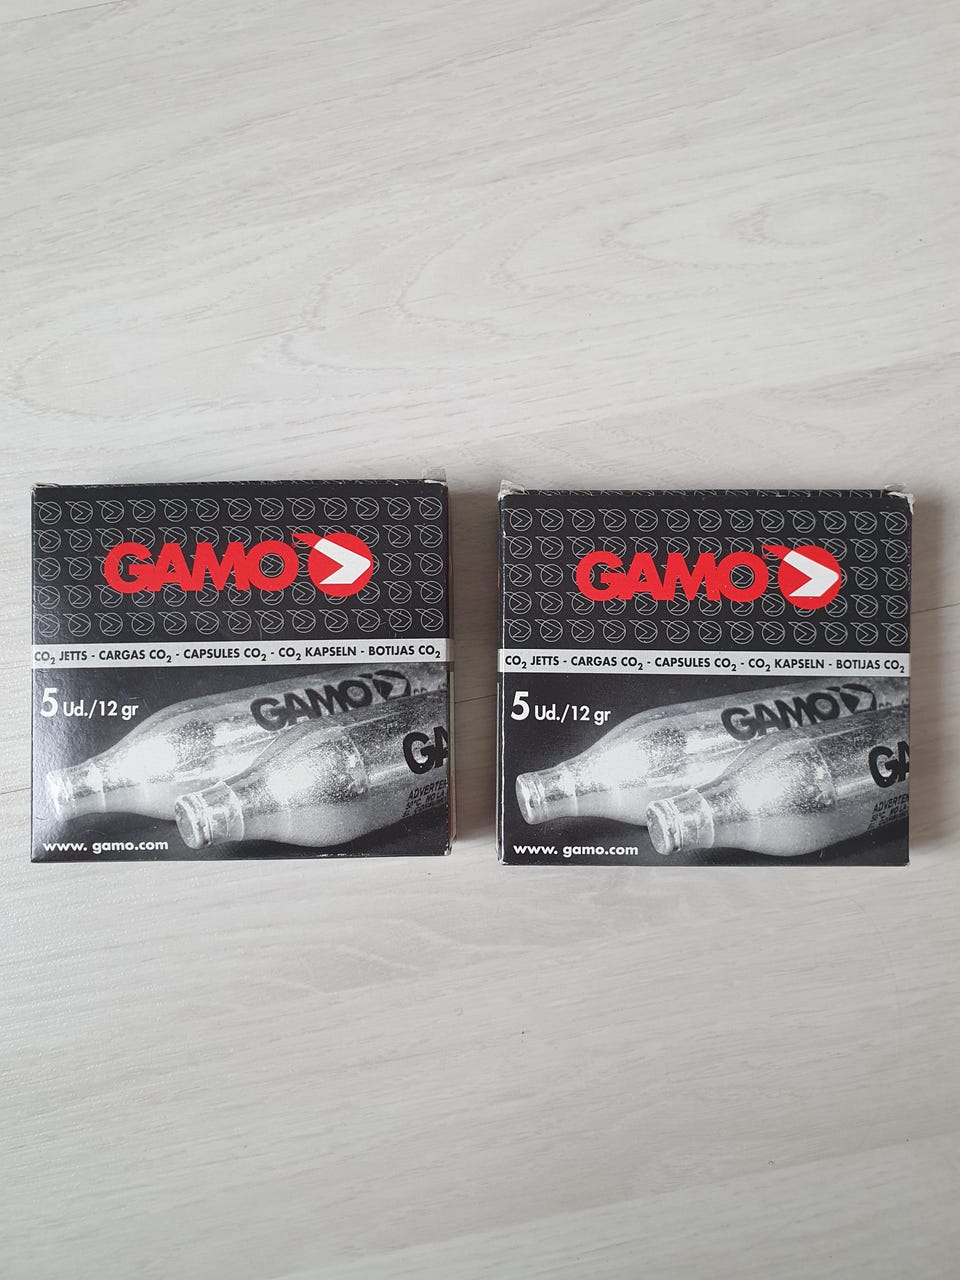 GAMO
CO₂ JETTS - CARGAS CO₂ - CAPSULES CO₂ - CO₂ KAPSELN - BOTIJAS CO₂
5 Ud./12 gr
GAMO
GA
www. gamo.com
GAMO
CO₂ JETTS - CARGAS CO₂ - CAPSULES CO₂ - CO₂ KAPSELN - BOTIJAS CO₂
5 Ud./12 gr
GAMO
GA
www. gamo.com